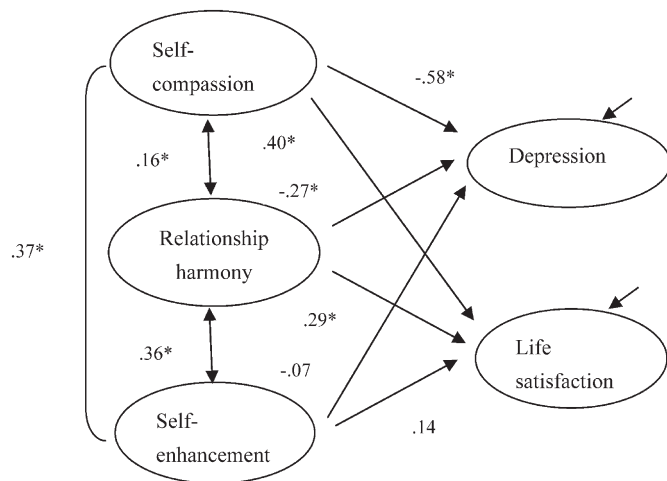 Self-
compassion
-.58*
.16*
.40*
Depression
-.27*
.37*
Relationship
harmony
.29*
.36*
-.07
Life
satisfaction
Self-
enhancement
.14